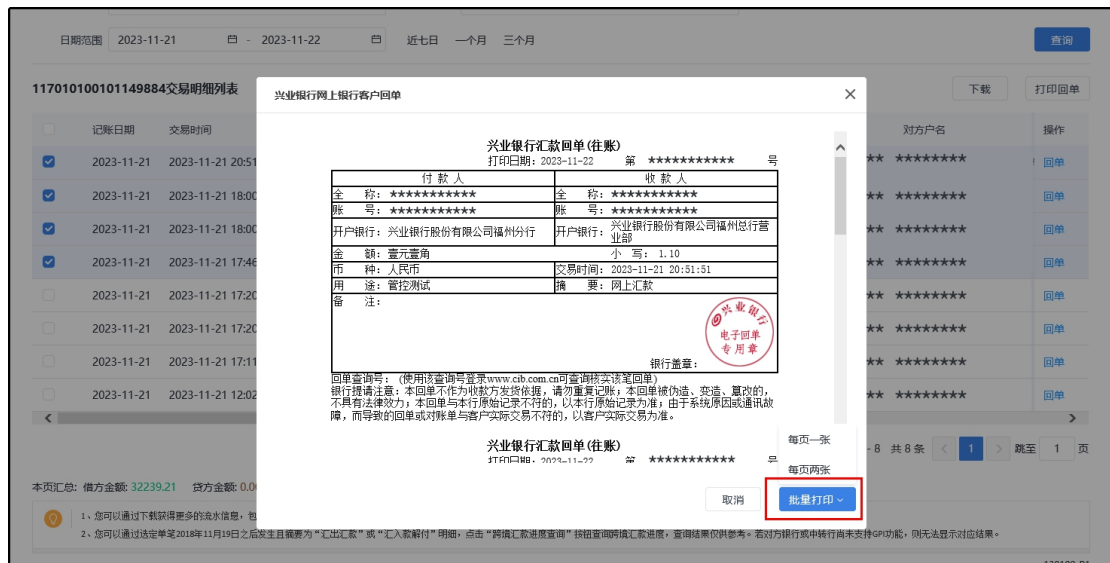 日期范围 2023-11-21 - 2023-11-22 近七日 一个月 三个月 查询
117010100101149884交易明细列表 下载 打印回单
兴业银行网上银行客户回单
记账日期 交易时间 对方户名 操作
2023-11-21 2023-11-21 20:51 ** ******** 回单
2023-11-21 2023-11-21 18:00 ** ******** 回单
2023-11-21 2023-11-21 18:00 ** ******** 回单
2023-11-21 2023-11-21 17:46 ** ******** 回单
2023-11-21 2023-11-21 17:20 ** ******** 回单
2023-11-21 2023-11-21 17:20 ** ******** 回单
2023-11-21 2023-11-21 17:11 ** ******** 回单
2023-11-21 2023-11-21 12:02 ** ******** 回单
兴业银行汇款回单(往账)
打印日期: 2023-11-22 第 *********** 号
付款人 收款人
全 称: *********** 全 称: ***********
账 号: *********** 账 号: ***********
开户银行: 兴业银行股份有限公司福州分行 开户银行: 兴业银行股份有限公司福州总行营
业部
金 额: 壹元壹角 小 写: 1.10
币 种: 人民币 交易时间: 2023-11-21 20:51:51
用 途: 管控测试 摘 要: 网上汇款
备 注:
兴业银行
电子回单
专用章
银行盖章:
回单查询号: (使用该查询号登录www.cib.com.cn可查询核实该笔回单)
银行提请注意: 本回单不作为收款方发货依据, 请勿重复记账; 本回单被伪造、变造、篡改的,
不具有法律效力; 本回单与本行原始记录不符的, 以本行原始记录为准; 由于系统原因或通讯故
障, 而导致的回单或对账单与客户实际交易不符的, 以客户实际交易为准。
兴业银行汇款回单(往账)
打印日期: 2023-11-22 第 *********** 号
每页一张
每页两张
取消 批量打印
- 8 共8条 1 跳至 1 页
本页汇总: 借方金额: 32239.21 贷方金额: 0.0
1、您可以通过下载获得更多的流水信息, 包
2、您可以通过选定单笔2018年11月19日之后发生且摘要为“汇出汇款”或“汇入款解付”明细, 点击“跨境汇款进度查询”按钮查询跨境汇款进度, 查询结果仅供参考。若对方银行或中转行尚未支持GPI功能, 则无法显示对应结果。